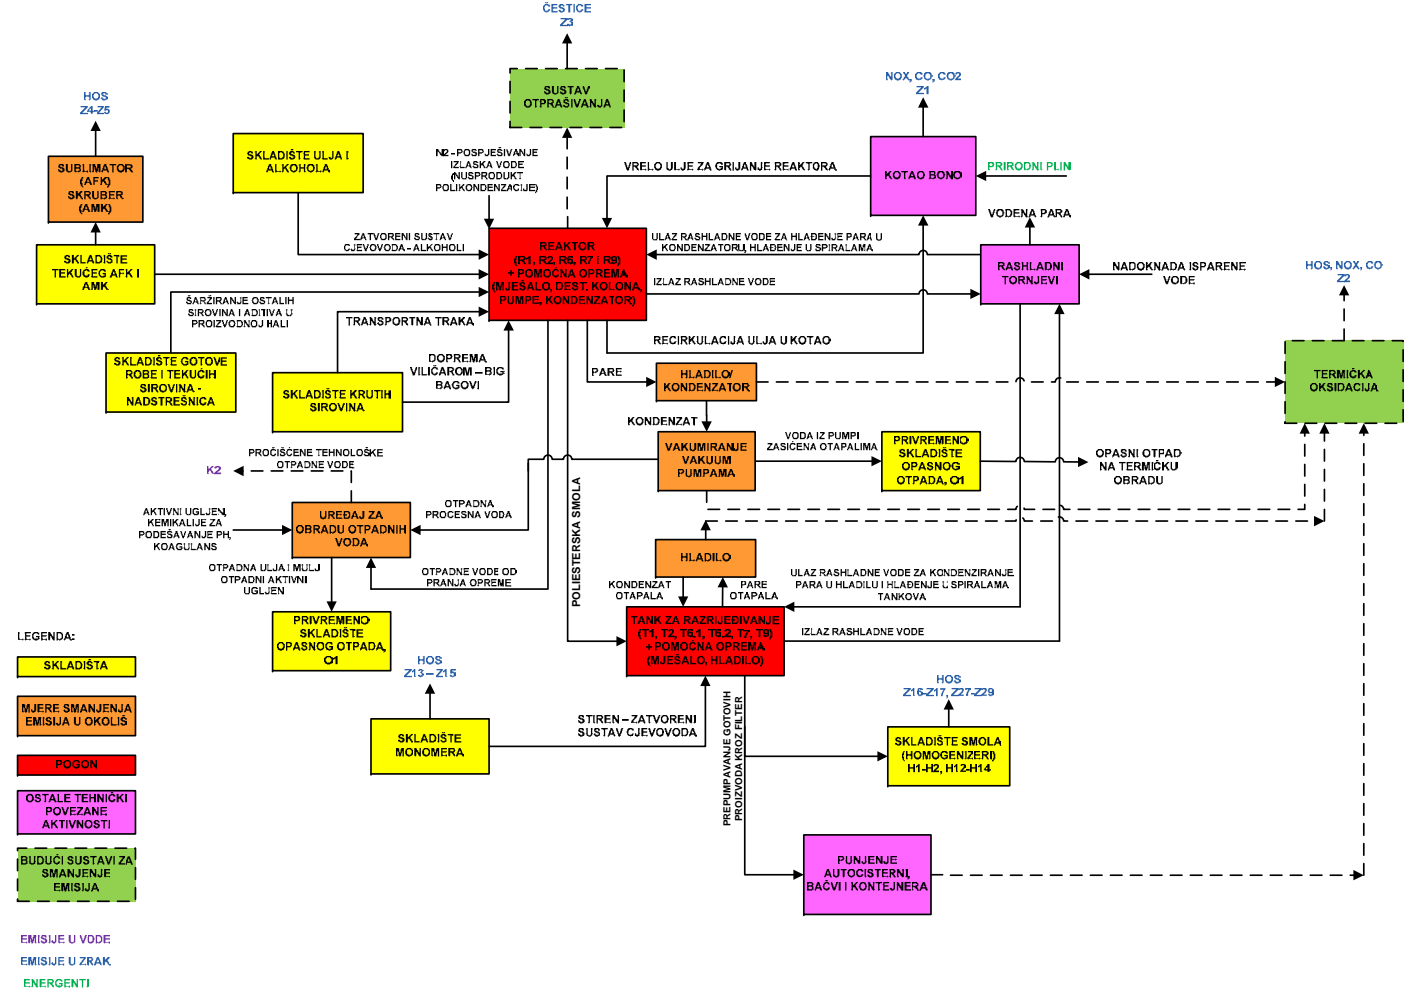 ČESTICE
Z3
SUSTAV
OTPRAŠIVANJA
NOX, CO, CO2
Z1
HOS
Z4-Z5
SKLADIŠTE ULJA I
ALKOHOLA
N2 - POSPJEŠIVANJE
IZLASKA VODE
(NUSPRODUKT
POLIKONDENZACIJE)
VRELO ULJE ZA GRIJANJE REAKTORA
KOTAO BONO
PRIRODNI PLIN
SUBLIMATOR
(AFK)
SKRUBER
(AMK)
VODENA PARA
ZATVORENI SUSTAV
CJEVOVODA - ALKOHOLI
REAKTOR
(R1, R2, R6, R7 I R9)
+ POMOĆNA OPREMA
(MJEŠALO, DEST. KOLONA,
PUMPE, KONDENZATOR)
ULAZ RASHLADNE VODE ZA HLAĐENJE PARA U
KONDENZATORU, HLAĐENJE U SPIRALAMA
SKLADIŠTE
TEKUĆEG AFK I
AMK
RASHLADNI
TORNJEVI
NADOKNADA ISPARENE
VODE
HOS, NOX, CO
Z2
IZLAZ RASHLADNE VODE
ŠARŽIRANJE OSTALIH
SIROVINA I ADITIVA U
PROIZVODNOJ HALI
TRANSPORTNA TRAKA
RECIRKULACIJA ULJA U KOTAO
SKLADIŠTE GOTOVE
ROBE I TEKUĆIH
SIROVINA -
NADSTREŠNICA
SKLADIŠTE KRUTIH
SIROVINA
DOPREMA
VILIČAROM – BIG
BAGOVI
PARE
HLADILO/
KONDENZATOR
TERMIČKA
OKSIDACIJA
KONDENZAT
PROČIŠĆENE TEHNOLOŠKE
OTPADNE VODE
K2
VAKUMIRANJE
VAKUUM
PUMPAMA
VODA IZ PUMPI
ZASIĆENA OTAPALIMA
PRIVREMENO
SKLADIŠTE
OPASNOG
OTPADA, O1
OPASNI OTPAD
NA TERMIČKU
OBRADU
AKTIVNI UGLJEN,
KEMIKALIJE ZA
PODEŠAVANJE PH,
KOAGULANS
UREĐAJ ZA
OBRADU OTPADNIH
VODA
OTPADNA
PROCESNA VODA
POLIESTERSKA SMOLA
HLADILO
OTPADNA ULJA I MULJ
OTPADNI AKTIVNI
UGLJEN
OTPADNE VODE OD
PRANJA OPREME
KONDENZAT
OTAPALA
PARE
OTAPALA
ULAZ RASHLADNE VODE ZA KONDENZIRANJE
PARA U HLADILU I HLAĐENJE U SPIRALAMA
TANKOVA
PRIVREMENO
SKLADIŠTE
OPASNOG OTPADA,
O1
TANK ZA RAZRIJEĐIVANJE
(T1, T2, T6.1, T6.2, T7, T9)
+ POMOĆNA OPREMA
(MJEŠALO, HLADILO)
IZLAZ RASHLADNE VODE
LEGENDA:
SKLADIŠTA
MJERE SMANJENJA
EMISIJA U OKOLIŠ
POGON
OSTALE TEHNIČKI
POVEZANE
AKTIVNOSTI
BUDUĆI SUSTAVI ZA
SMANJENJE
EMISIJA
EMISIJE U VODE
EMISIJE U ZRAK
ENERGENTI
HOS
Z13 – Z15
SKLADIŠTE
MONOMERA
STIREN – ZATVORENI
SUSTAV CJEVOVODA
PREPUMPAVANJE GOTOVIH
PROIZVODA KROZ FILTER
HOS
Z16-Z17, Z27-Z29
SKLADIŠTE SMOLA
(HOMOGENIZERI)
H1-H2, H12-H14
PUNJENJE
AUTOCISTERNI,
BAČVI I KONTEJNERA